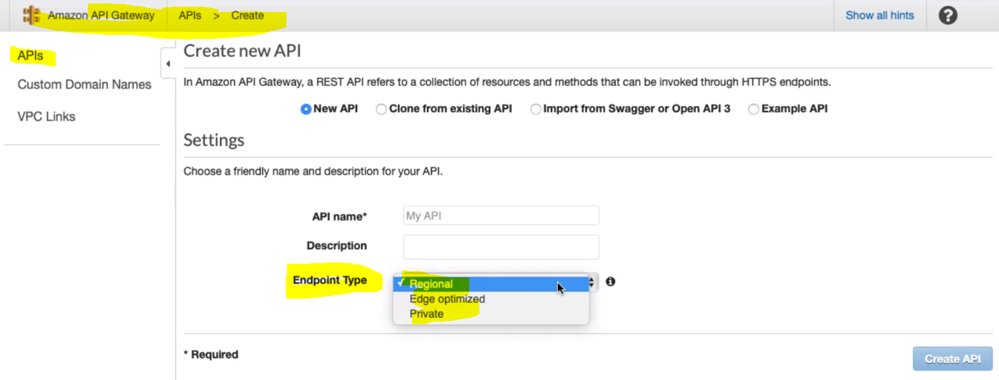 Amazon API Gateway APIs > Create Show all hints ?
APIs
Custom Domain Names
VPC Links
Create new API
In Amazon API Gateway, a REST API refers to a collection of resources and methods that can be invoked through HTTPS endpoints.
New API Clone from existing API Import from Swagger or Open API 3 Example API
Settings
Choose a friendly name and description for your API.
API name* My API
Description
Endpoint Type ✓ Regional
Edge optimized
Private
* Required
Create API